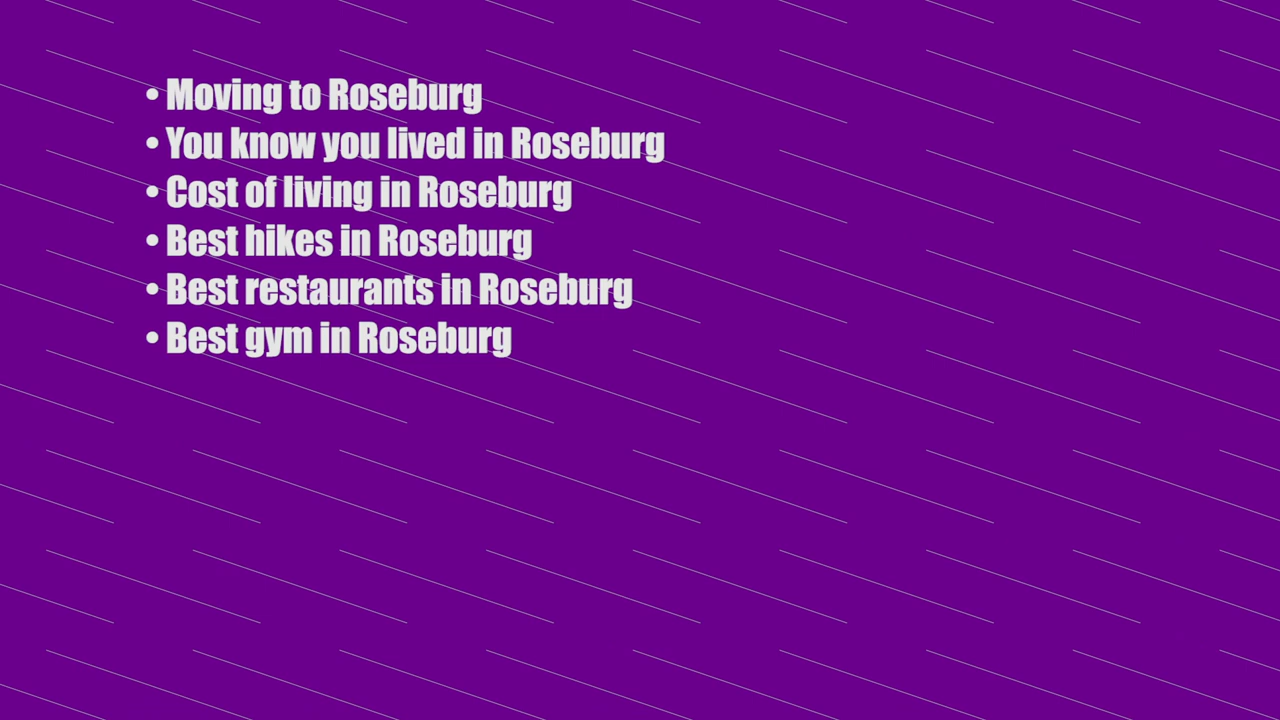 • Moving to Roseburg
• You know you lived in Roseburg
• Cost of living in Roseburg
• Best hikes in Roseburg
• Best restaurants in Roseburg
• Best gym in Roseburg